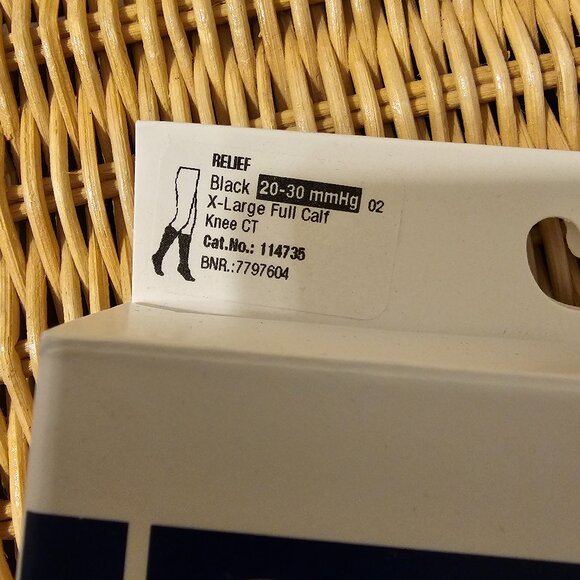 RELIEF
Black 20-30 mmHg 02
X-Large Full Calf
Knee CT
Cat.No.: 114735
BNR.:7797604